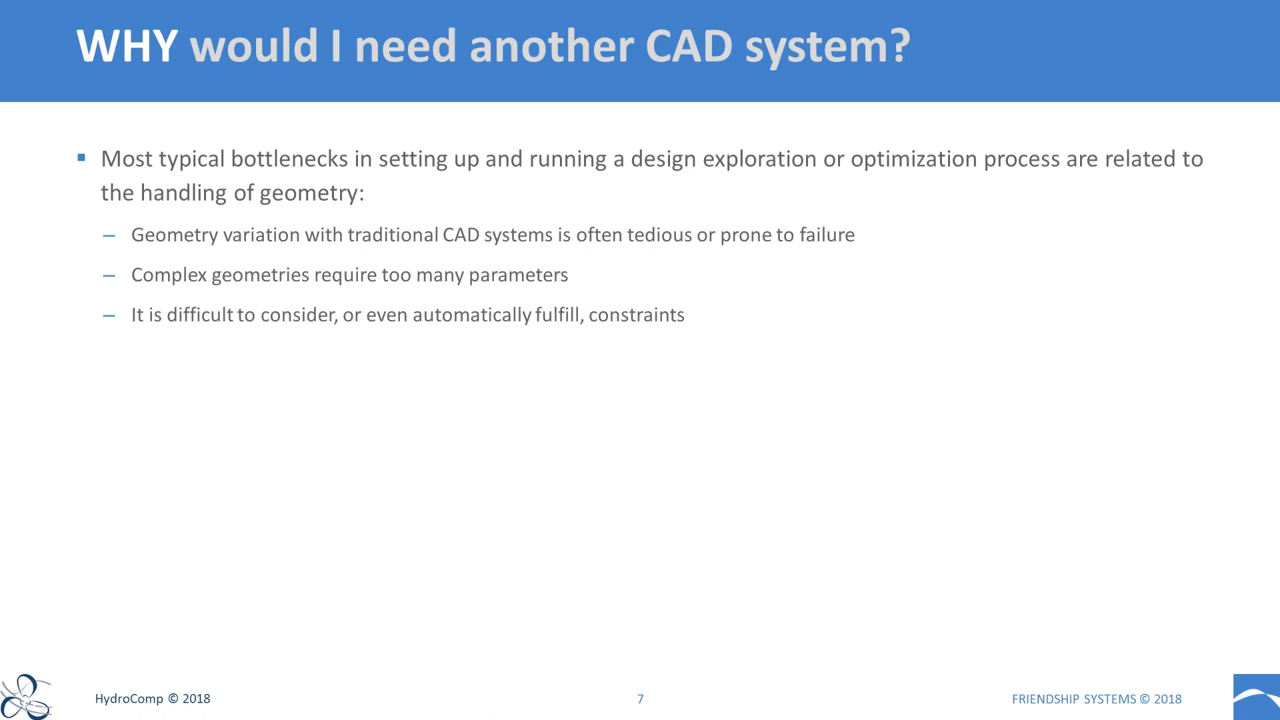 WHY would I need another CAD system?
▪ Most typical bottlenecks in setting up and running a design exploration or optimization process are related to
the handling of geometry:
– Geometry variation with traditional CAD systems is often tedious or prone to failure
– Complex geometries require too many parameters
– It is difficult to consider, or even automatically fulfill, constraints
HydroComp © 2018
7
FRIENDSHIP SYSTEMS © 2018